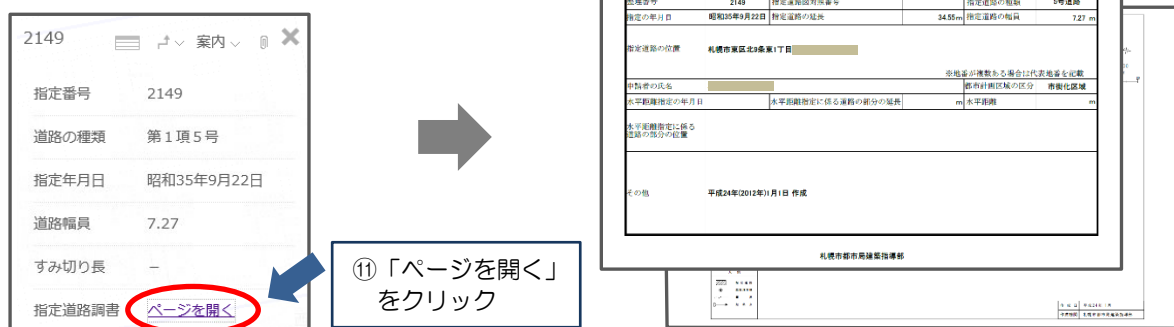 2149 案内
指定番号 2149
道路の種類 第１項５号
指定年月日 昭和35年9月22日
道路幅員 7.27
すみ切り長 －
指定道路調書 ページを開く
⑪「ページを開く」
をクリック
整理番号 2149 指定道路図対照番号 指定道路の種類 5号道路
指定の年月日 昭和35年9月22日 指定道路の延長 34.55m 指定道路の幅員 7.27 m
指定道路の位置 札幌市東区北9条東1丁目
※地番が複数ある場合は代表地番を記載
申請者の氏名 都市計画区域の区分 市街化区域
水平距離指定の年月日 水平距離指定に係る道路の部分の延長 m 水平距離 m
水平距離指定に係る
道路の部分の位置
その他 平成24年(2012年)1月1日 作成
札幌市都市局建築指導部